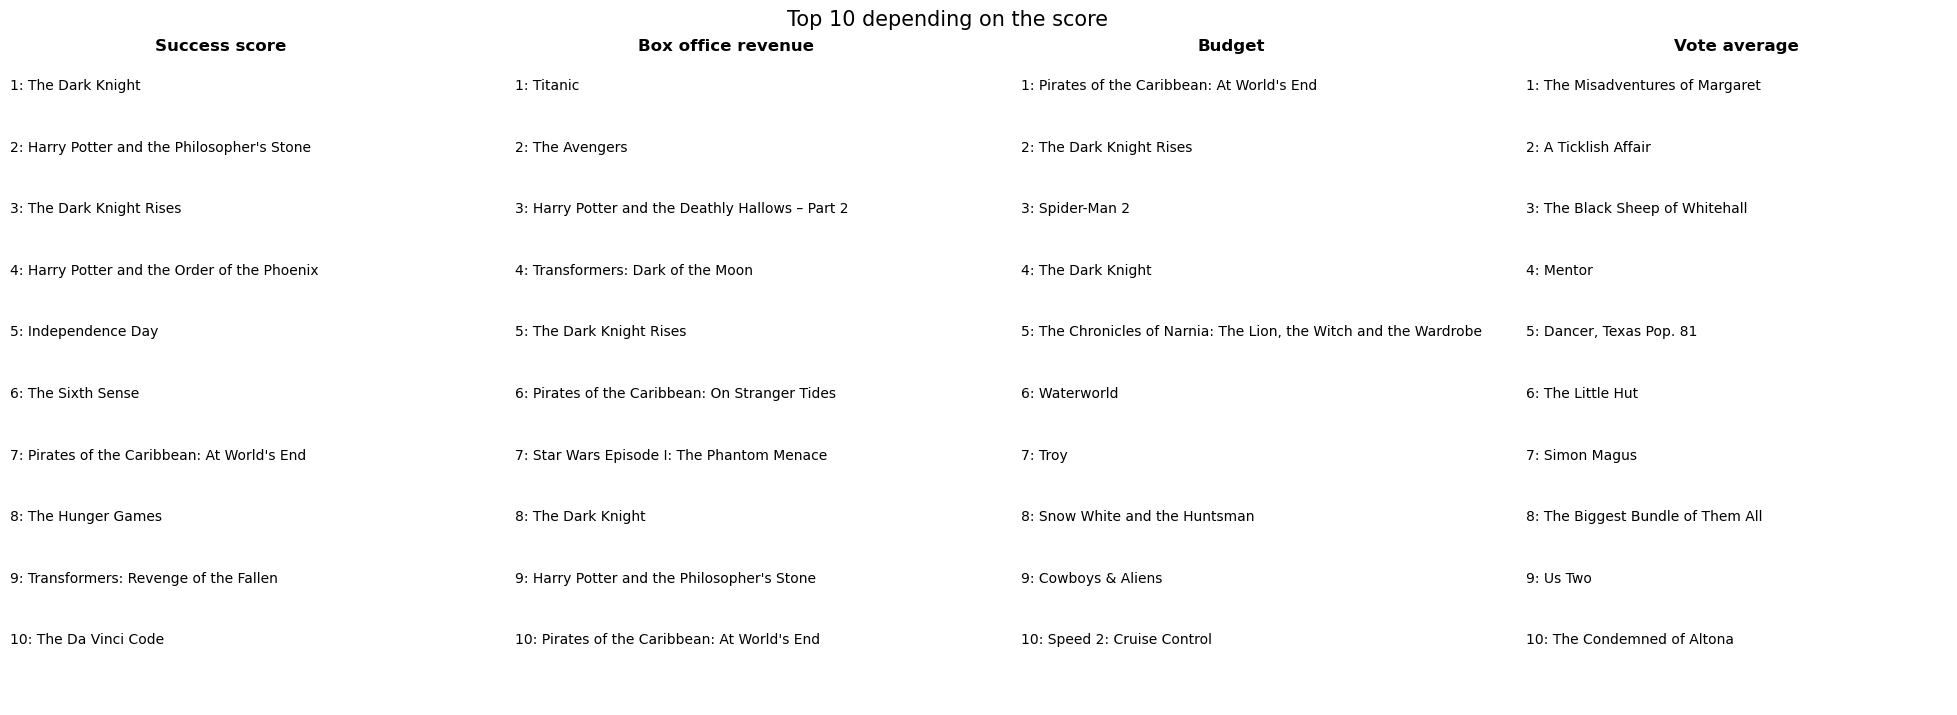 Top 10 depending on the score
Success score
1: The Dark Knight
2: Harry Potter and the Philosopher's Stone
3: The Dark Knight Rises
4: Harry Potter and the Order of the Phoenix
5: Independence Day
6: The Sixth Sense
7: Pirates of the Caribbean: At World's End
8: The Hunger Games
9: Transformers: Revenge of the Fallen
10: The Da Vinci Code
Box office revenue
1: Titanic
2: The Avengers
3: Harry Potter and the Deathly Hallows – Part 2
4: Transformers: Dark of the Moon
5: The Dark Knight Rises
6: Pirates of the Caribbean: On Stranger Tides
7: Star Wars Episode I: The Phantom Menace
8: The Dark Knight
9: Harry Potter and the Philosopher's Stone
10: Pirates of the Caribbean: At World's End
Budget
1: Pirates of the Caribbean: At World's End
2: The Dark Knight Rises
3: Spider-Man 2
4: The Dark Knight
5: The Chronicles of Narnia: The Lion, the Witch and the Wardrobe
6: Waterworld
7: Troy
8: Snow White and the Huntsman
9: Cowboys & Aliens
10: Speed 2: Cruise Control
Vote average
1: The Misadventures of Margaret
2: A Ticklish Affair
3: The Black Sheep of Whitehall
4: Mentor
5: Dancer, Texas Pop. 81
6: The Little Hut
7: Simon Magus
8: The Biggest Bundle of Them All
9: Us Two
10: The Condemned of Altona